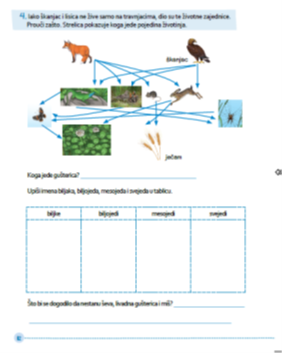 4. Iako škanjac i lisica ne žive samo na travnjacima, dio su te životne zajednice.
Prouči zašto. Strelica pokazuje koga jede pojedina životinja.
škanjac
ječam
Koga jede gušterica?
Upiši imena biljaka, biljojeda, mesojeda i svejeda u tablicu.
biljke biljojedi mesojedi svejedi
Što bi se dogodilo da nestanu ševa, livadna gušterica i miš?